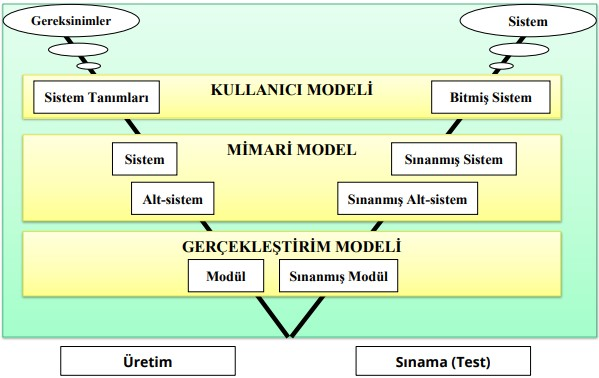 Gereksinimler
Sistem
KULLANICI MODELİ
Sistem Tanımları
Bitmiş Sistem
MİMARİ MODEL
Sistem
Sınanmış Sistem
Alt-sistem
Sınanmış Alt-sistem
GERÇEKLEŞTİRİM MODELİ
Modül
Sınanmış Modül
Üretim
Sınama (Test)